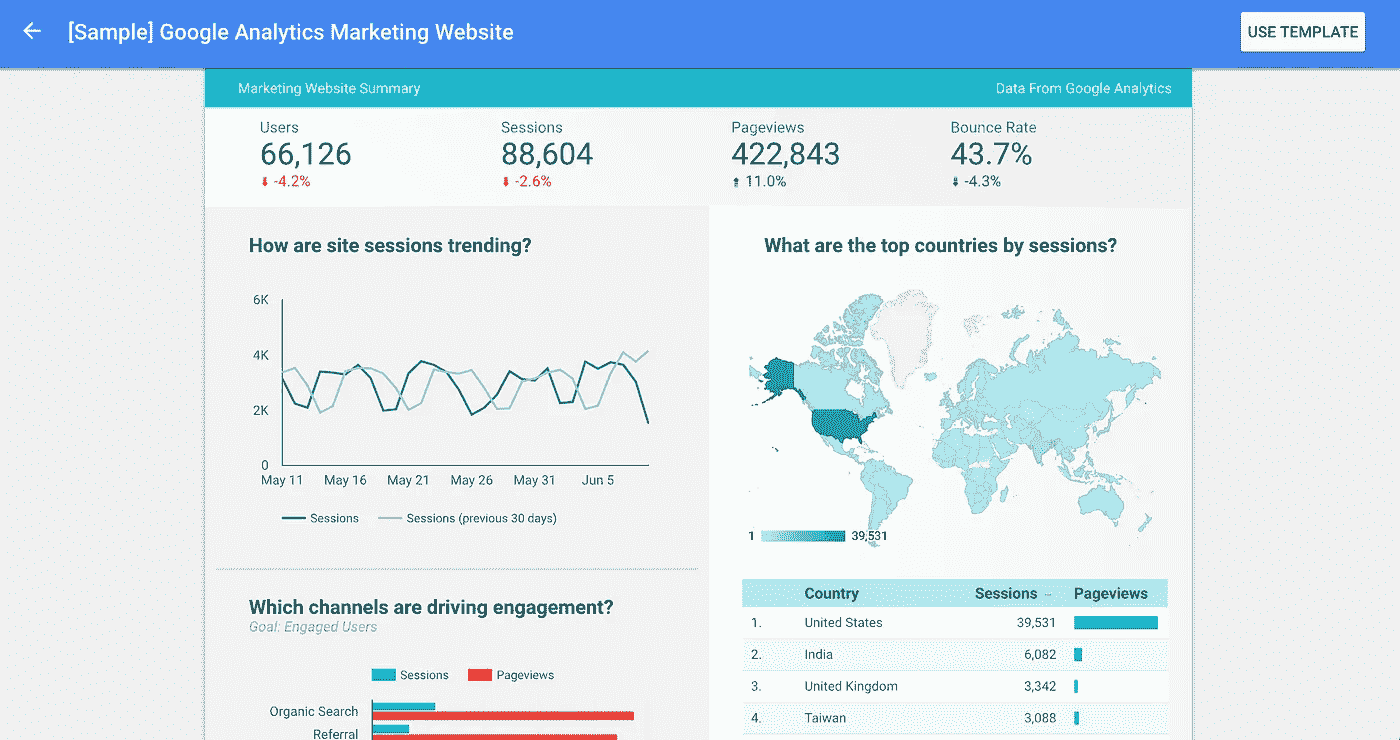 [Sample] Google Analytics Marketing Website
USE TEMPLATE
Marketing Website Summary
Data From Google Analytics
Users
66,126
-4.2%
Sessions
88,604
-2.6%
Pageviews
422,843
11.0%
Bounce Rate
43.7%
-4.3%
How are site sessions trending?
6K
4K
2K
0
May 11 May 16 May 21 May 26 May 31 Jun 5
Sessions Sessions (previous 30 days)
What are the top countries by sessions?
1 39,531
Country Sessions Pageviews
1. United States 39,531
2. India 6,082
3. United Kingdom 3,342
4. Taiwan 3,088
Which channels are driving engagement?
Goal: Engaged Users
Sessions Pageviews
Organic Search
Referral